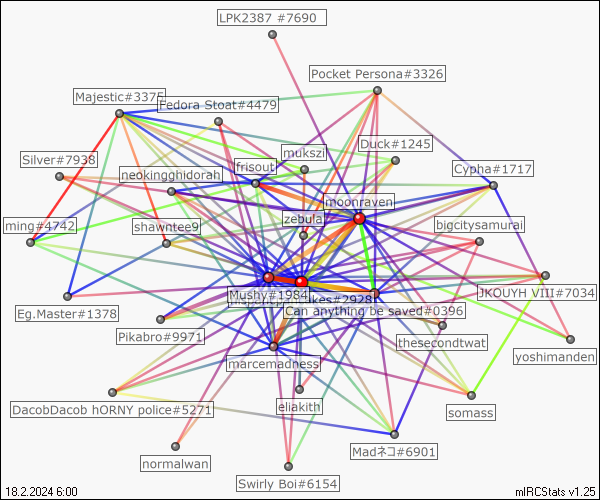 LPK2387 #7690
Pocket Persona#3326
Majestic#3375
Fedora Stoat#4479
Duck#1245
mukszi
Silver#7938
frisout
Cypha#1717
neokingghidorah
moonraven
zebula
ming#4742
shawntee9
bigcitysamurai
Mushy#1984
JKOUYH VIII#7034
Can anything be saved#0396
Eg.Master#1378
Pikabro#9971
thesecondtwat
yoshimanden
marcemadness
DacobDacob hORNY police#5271
eliakith
somass
Madネコ#6901
normalwan
Swirly Boi#6154
18.2.2024 6:00
mIRCStats v1.25